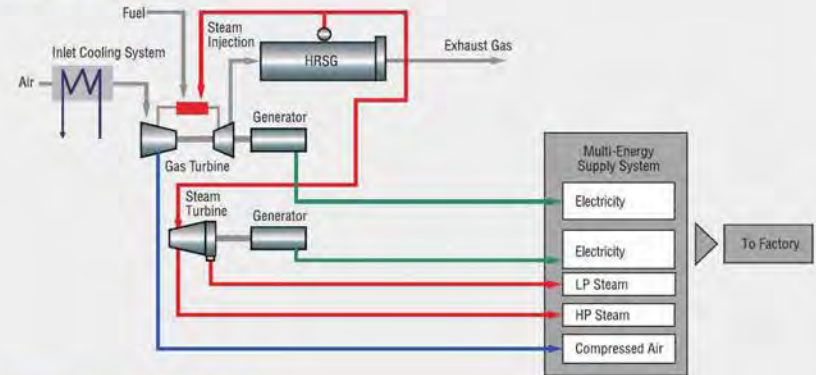 Fuel
Steam
Injection
Inlet Cooling System
HRSG
Exhaust Gas
Air
Generator
Gas Turbine
Multi-Energy
Supply System
Steam
Turbine
Generator
Electricity
Electricity
To Factory
LP Steam
HP Steam
Compressed Air